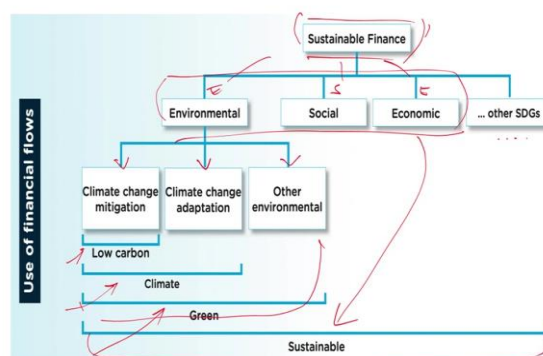 Sustainable Finance
E
S
E
Environmental
Social
Economic
... other SDGs
Climate change
mitigation
Climate change
adaptation
Other
environmental
Low carbon
Climate
Green
Sustainable
Use of financial flows